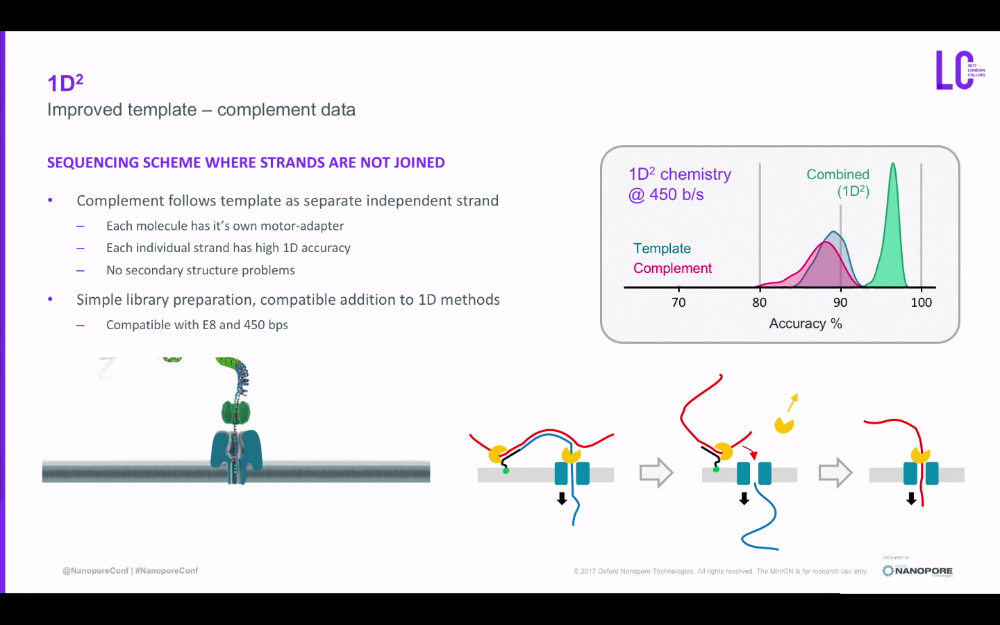 1D²
Improved template – complement data
LC
2017
LONDON
CALLING
SEQUENCING SCHEME WHERE STRANDS ARE NOT JOINED
• Complement follows template as separate independent strand
– Each molecule has it's own motor-adapter
– Each individual strand has high 1D accuracy
– No secondary structure problems
• Simple library preparation, compatible addition to 1D methods
– Compatible with E8 and 450 bps
1D² chemistry
@ 450 b/s
Combined
(1D²)
Template
Complement
70 80 90 100
Accuracy %
@NanoporeConf | #NanoporeConf
© 2017 Oxford Nanopore Technologies. All rights reserved. The MinION is for research use only.
ORGANISED BY
Oxford
NANOPORE
Technologies